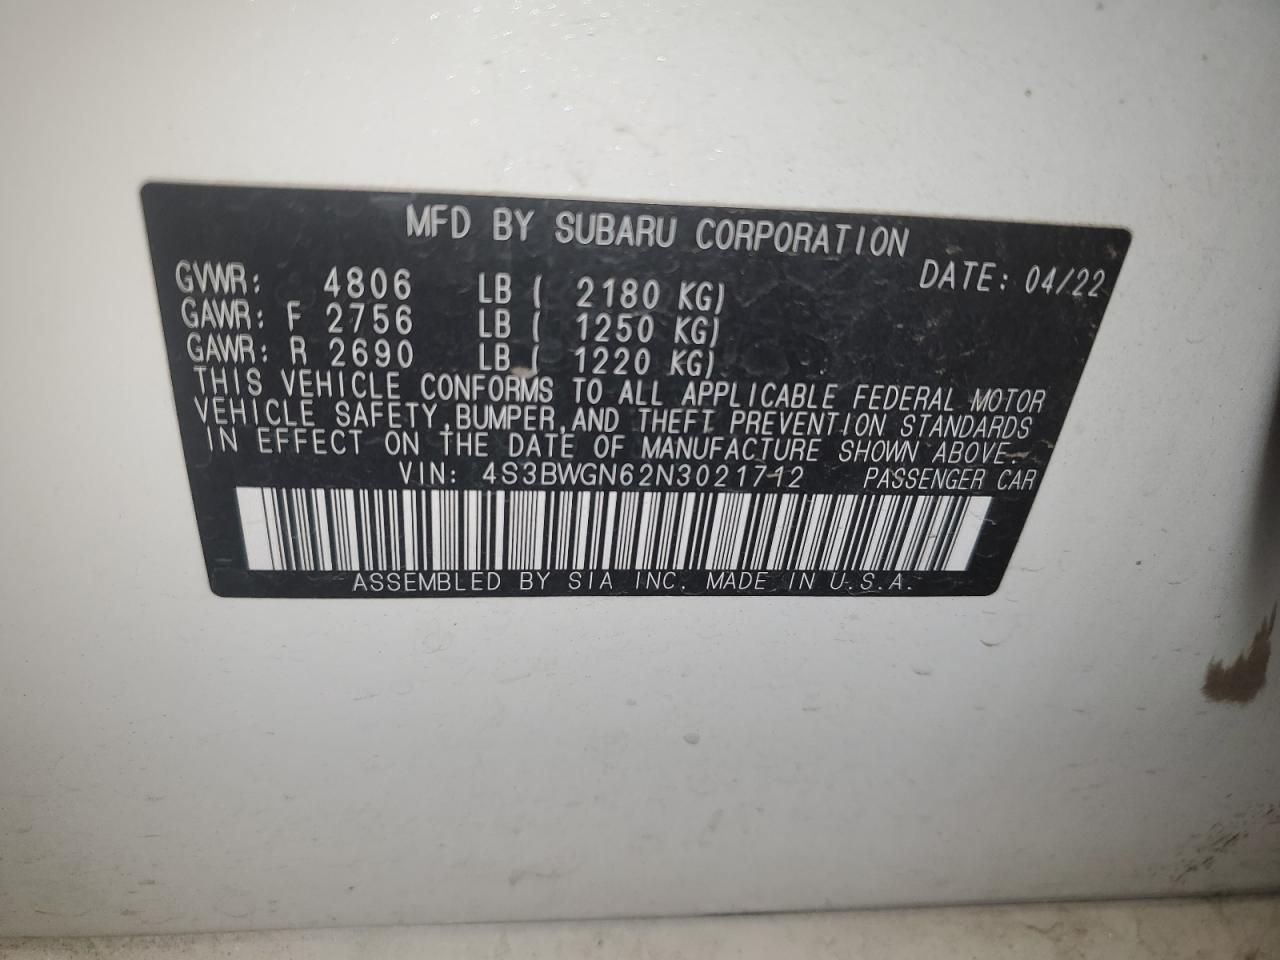 MFD BY SUBARU CORPORATION
DATE: 04/22
GVWR: 4806 LB ( 2180 KG)
GAWR: F 2756 LB ( 1250 KG)
GAWR: R 2690 LB ( 1220 KG)
THIS VEHICLE CONFORMS TO ALL APPLICABLE FEDERAL MOTOR
VEHICLE SAFETY, BUMPER, AND THEFT PREVENTION STANDARDS
IN EFFECT ON THE DATE OF MANUFACTURE SHOWN ABOVE.
VIN: 4S3BWGN62N3021712 PASSENGER CAR
ASSEMBLED BY SIA INC. MADE IN U.S.A.